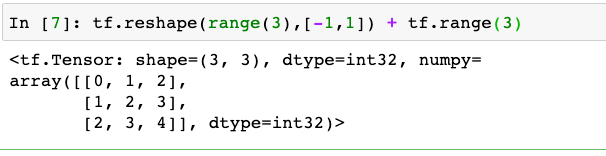 In [7]: tf.reshape(range(3),[-1,1]) + tf.range(3)
<tf.Tensor: shape=(3, 3), dtype=int32, numpy=
array([[0, 1, 2],
       [1, 2, 3],
       [2, 3, 4]], dtype=int32)>